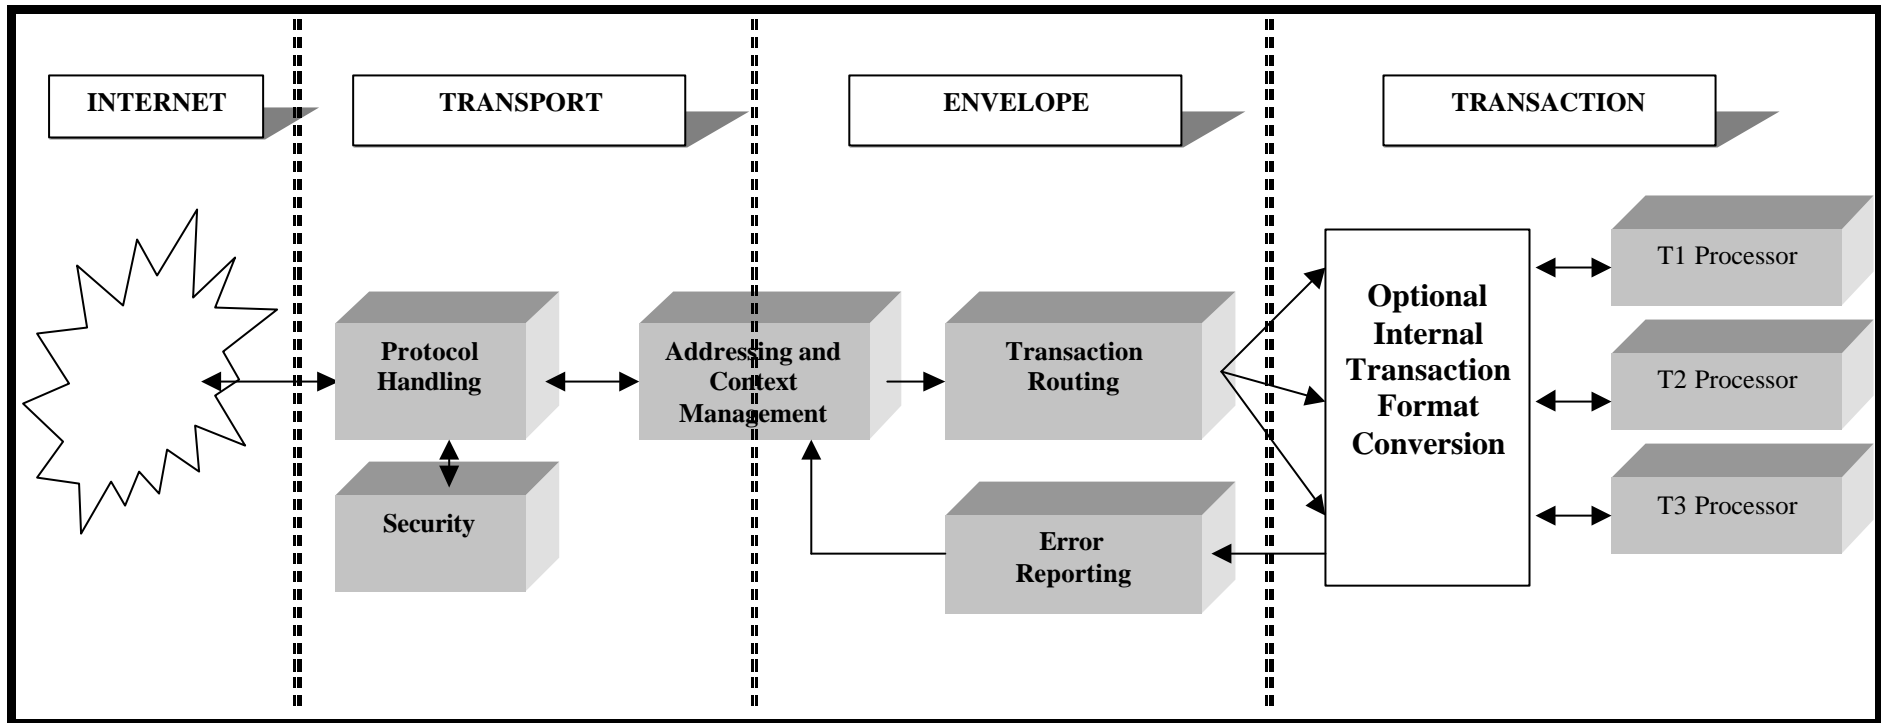 INTERNET
TRANSPORT
ENVELOPE
TRANSACTION
Protocol
Handling
Security
Addressing and
Context
Management
Transaction
Routing
Error
Reporting
Optional
Internal
Transaction
Format
Conversion
T1 Processor
T2 Processor
T3 Processor